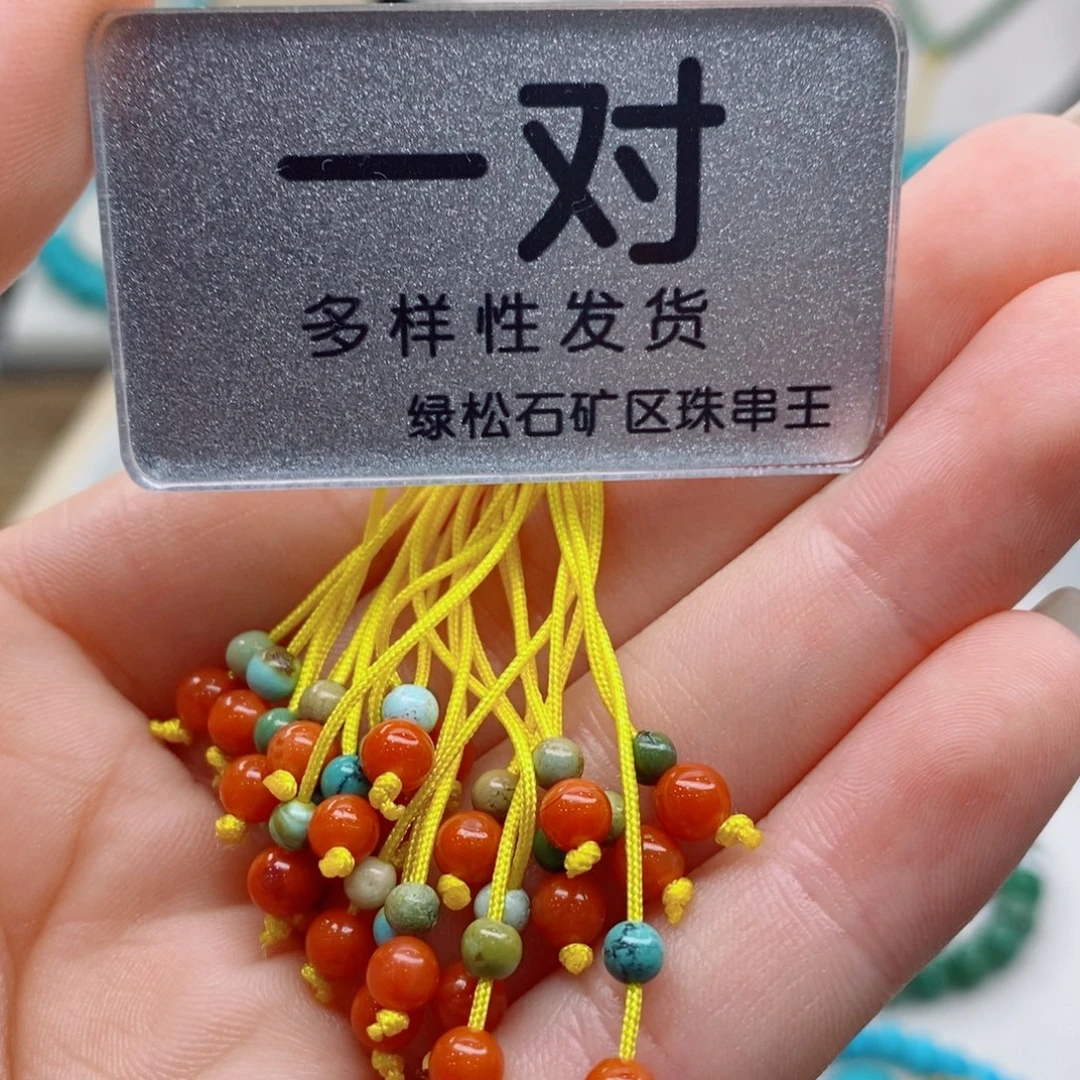 一对
多样性发货
绿松石矿区珠串王